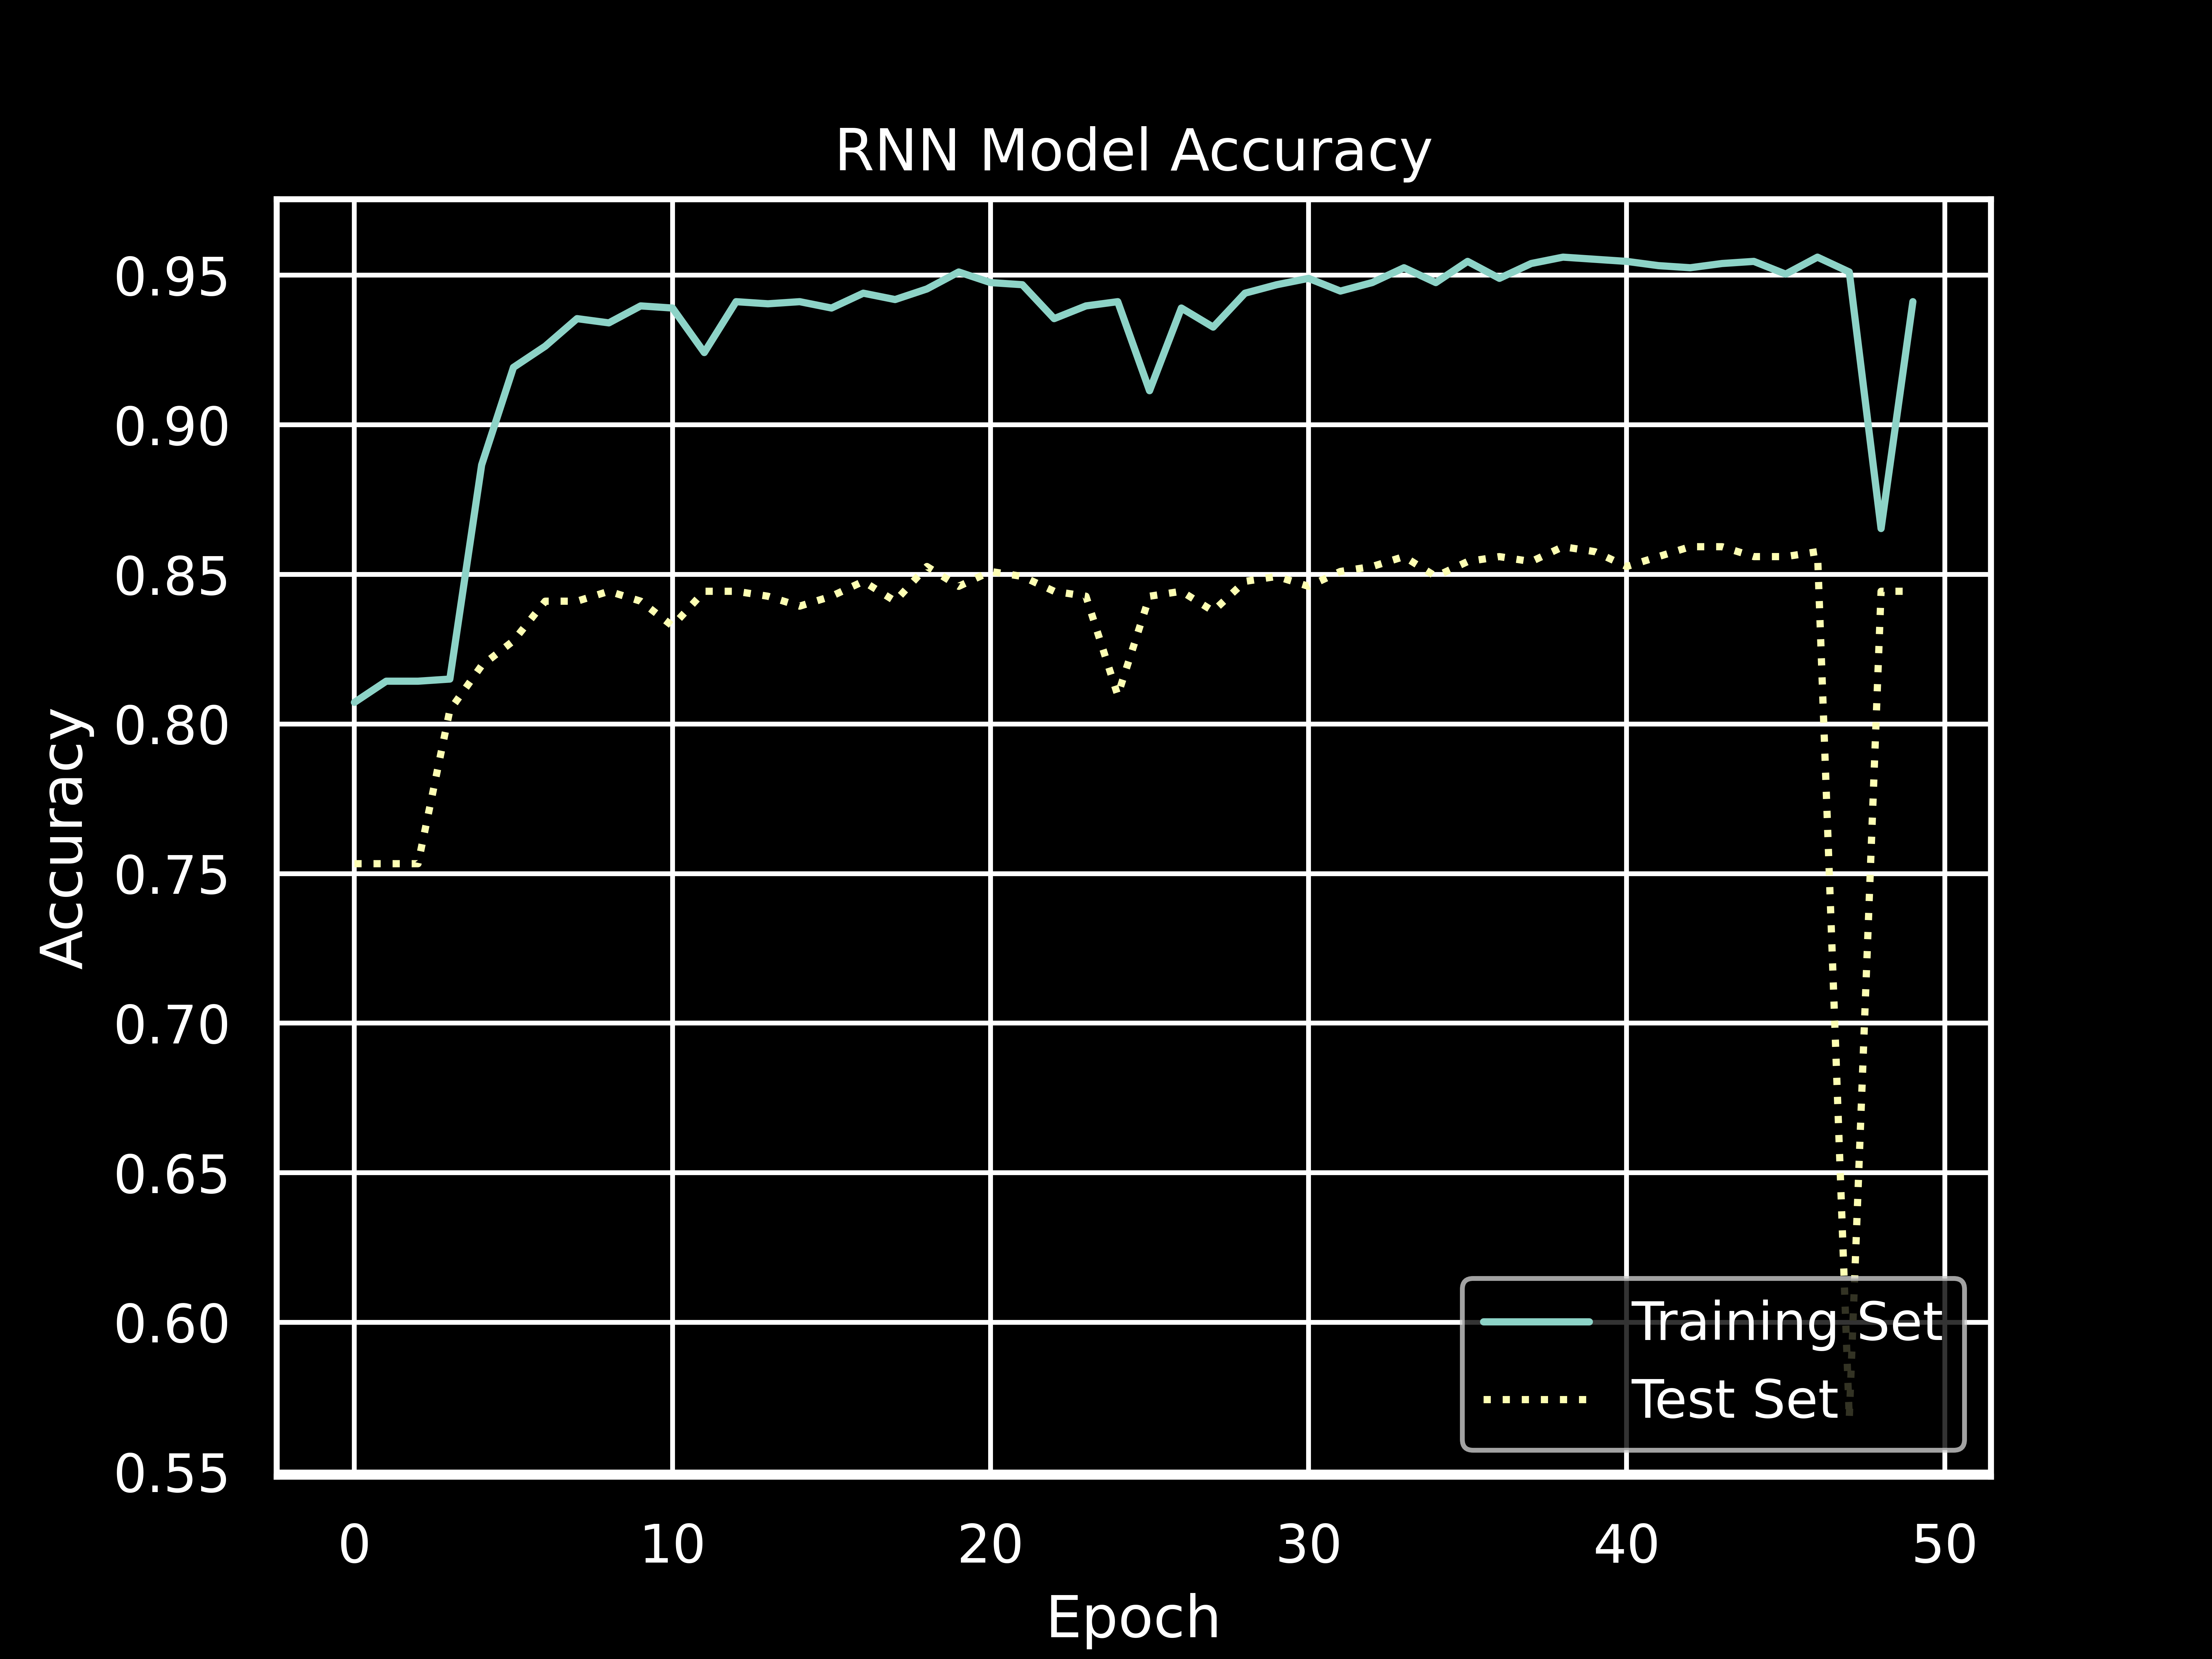 RNN Model Accuracy
0.95
0.90
0.85
0.80
0.75
0.70
0.65
0.60
0.55
Accuracy
Training Set
Test Set
0 10 20 30 40 50
Epoch